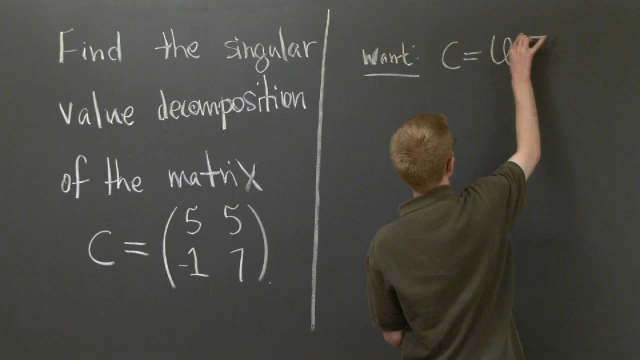 Find the singular
value decomposition
of the matrix
C = ( 5 5
-1 7 ).
Want: C = U